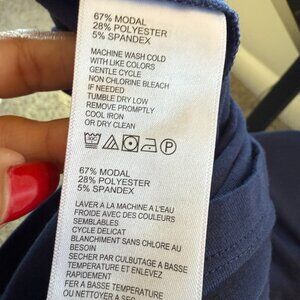 67% MODAL
28% POLYESTER
5% SPANDEX
MACHINE WASH COLD
WITH LIKE COLORS
GENTLE CYCLE
NON CHLORINE BLEACH
IF NEEDED
TUMBLE DRY LOW
REMOVE PROMPTLY
COOL IRON
OR DRY CLEAN
P
67% MODAL
28% POLYESTER
5% SPANDEX
LAVER A LA MACHINE A L'EAU
FROIDE AVEC DES COULEURS
SEMBLABLES
CYCLE DELICAT
BLANCHIMENT SANS CHLORE AU
BESOIN
SECHER PAR CULBUTAGE A BASSE
TEMPERATURE ET ENLEVEZ
RAPIDEMENT
FER A BASSE TEMPERATURE
OU NETTOYER A SEC